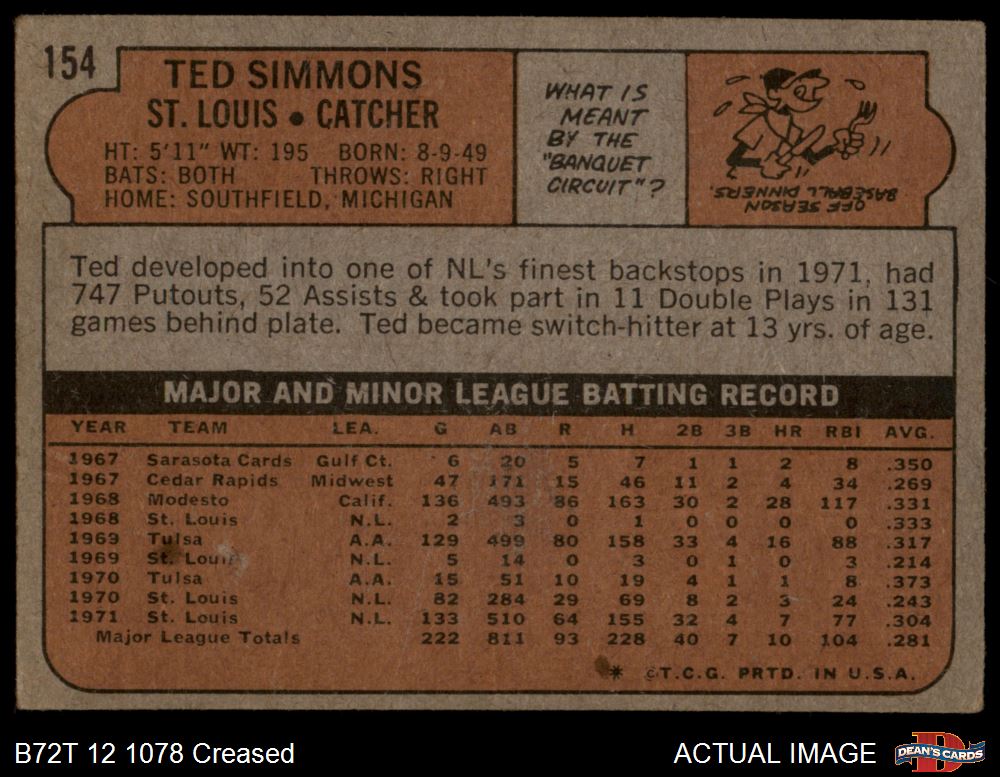 154
TED SIMMONS
ST. LOUIS • CATCHER
HT: 5'11" WT: 195 BORN: 8-9-49
BATS: BOTH THROWS: RIGHT
HOME: SOUTHFIELD, MICHIGAN
WHAT IS
MEANT
BY THE
"BANQUET
CIRCUIT"?
OFF SEASON
BASEBALL DINNERS.
Ted developed into one of NL's finest backstops in 1971, had
747 Putouts, 52 Assists & took part in 11 Double Plays in 131
games behind plate. Ted became switch-hitter at 13 yrs. of age.
MAJOR AND MINOR LEAGUE BATTING RECORD
YEAR TEAM LEA. G AB R H 2B 3B HR RBI AVG.
1967 Sarasota Cards Gulf Ct. 6 20 5 7 1 1 2 8 .350
1967 Cedar Rapids Midwest 47 171 15 46 11 2 4 34 .269
1968 Modesto Calif. 136 493 86 163 30 2 28 117 .331
1968 St. Louis N.L. 2 3 0 1 0 0 0 0 .333
1969 Tulsa A.A. 129 499 80 158 33 4 16 88 .317
1969 St. Louis N.L. 5 14 0 3 0 1 0 3 .214
1970 Tulsa A.A. 15 51 10 19 4 1 1 8 .373
1970 St. Louis N.L. 82 284 29 69 8 2 3 24 .243
1971 St. Louis N.L. 133 510 64 155 32 4 7 77 .304
Major League Totals 222 811 93 228 40 7 10 104 .281
* ©T.C.G. PRTD. IN U.S.A.
B72T 12 1078 Creased
ACTUAL IMAGE
DEAN'S CARDS